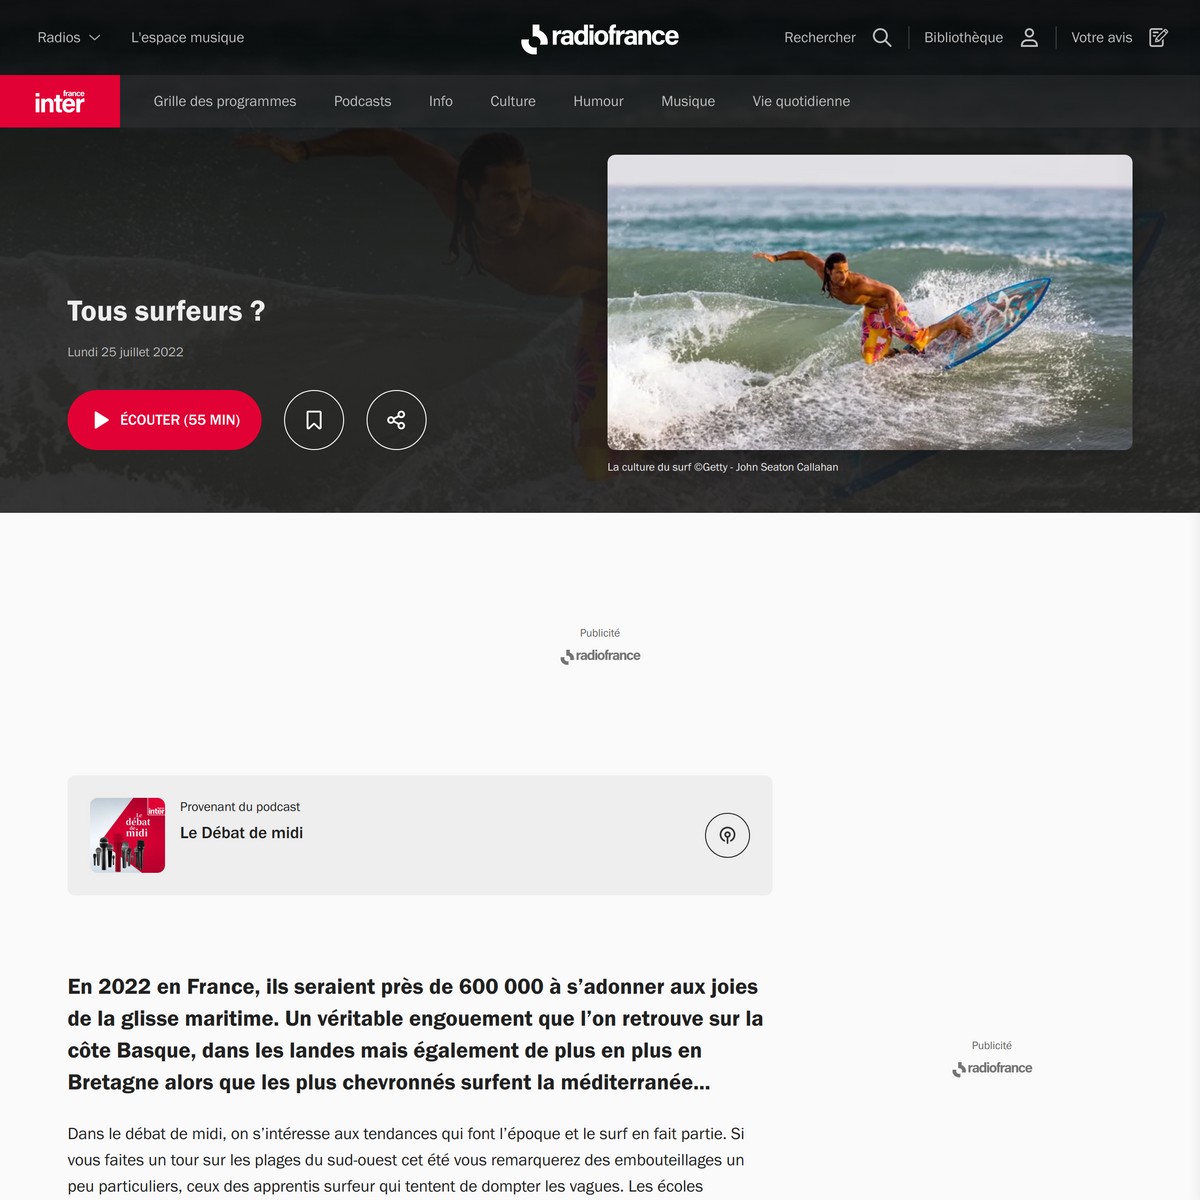 Radios
L'espace musique
radiofrance
Rechercher
Bibliothèque
Votre avis
france
inter
Grille des programmes
Podcasts
Info
Culture
Humour
Musique
Vie quotidienne
Tous surfeurs ?
Lundi 25 juillet 2022
ÉCOUTER (55 MIN)
La culture du surf ©Getty - John Seaton Callahan
Publicité
radiofrance
inter
Le
débat
de
midi
Provenant du podcast
Le Débat de midi
En 2022 en France, ils seraient près de 600 000 à s’adonner aux joies
de la glisse maritime. Un véritable engouement que l’on retrouve sur la
côte Basque, dans les landes mais également de plus en plus en
Bretagne alors que les plus chevronnés surfent la méditerranée…
Publicité
radiofrance
Dans le débat de midi, on s’intéresse aux tendances qui font l’époque et le surf en fait partie. Si
vous faites un tour sur les plages du sud-ouest cet été vous remarquerez des embouteillages un
peu particuliers, ceux des apprentis surfeur qui tentent de dompter les vagues. Les écoles